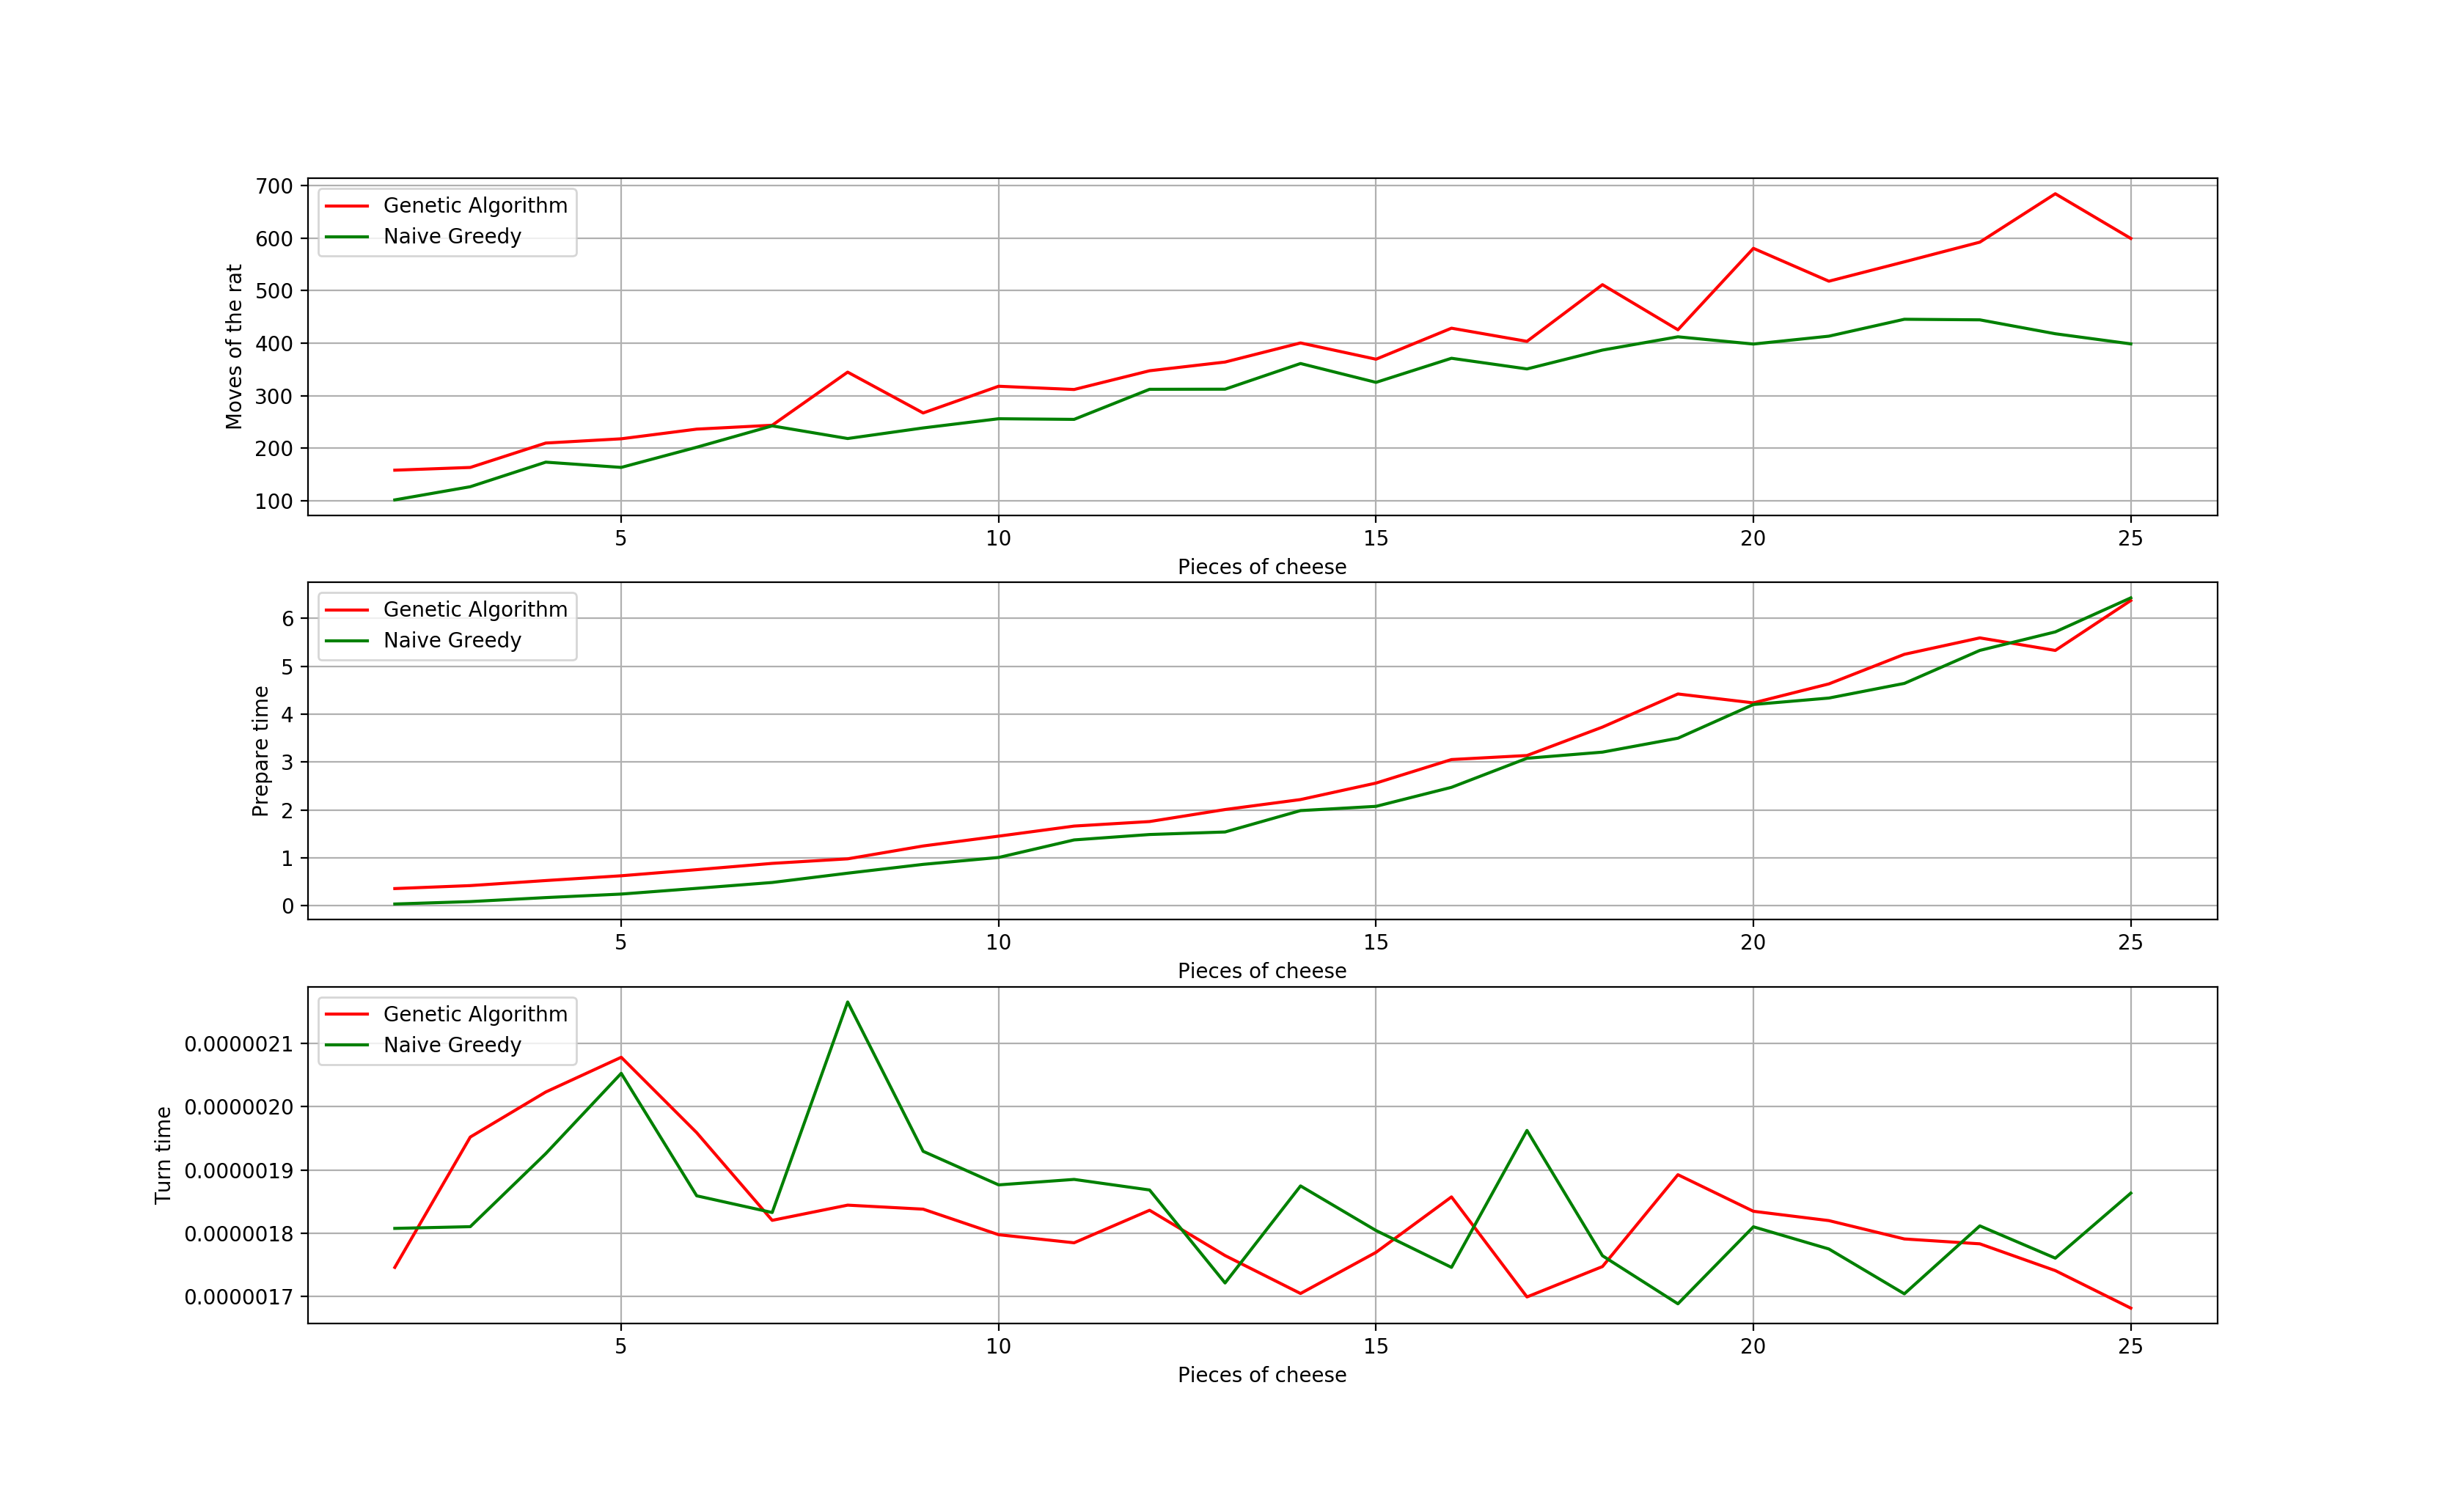 700
600
500
400
300
200
100
Moves of the rat
Genetic Algorithm
Naive Greedy
5 10 15 20 25
Pieces of cheese
6
5
4
3
2
1
0
Prepare time
Genetic Algorithm
Naive Greedy
5 10 15 20 25
Pieces of cheese
0.0000021
0.0000020
0.0000019
0.0000018
0.0000017
Turn time
Genetic Algorithm
Naive Greedy
5 10 15 20 25
Pieces of cheese